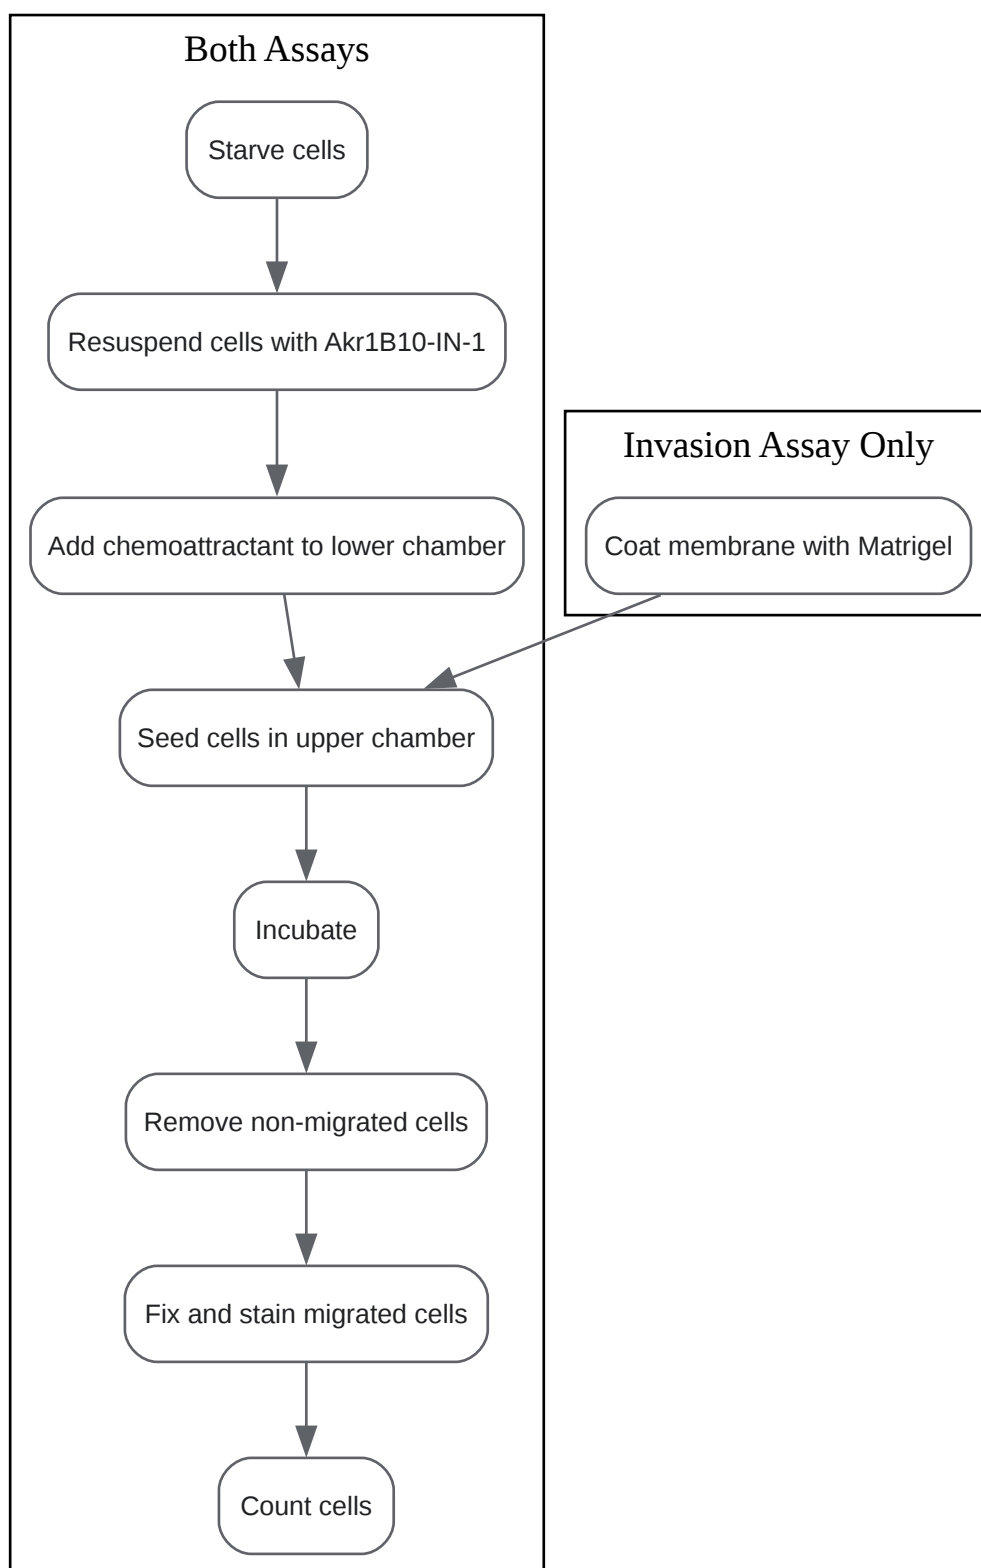 Both Assays
Starve cells
Resuspend cells with Akr1B10-IN-1
Add chemoattractant to lower chamber
Invasion Assay Only
Coat membrane with Matrigel
Seed cells in upper chamber
Incubate
Remove non-migrated cells
Fix and stain migrated cells
Count cells